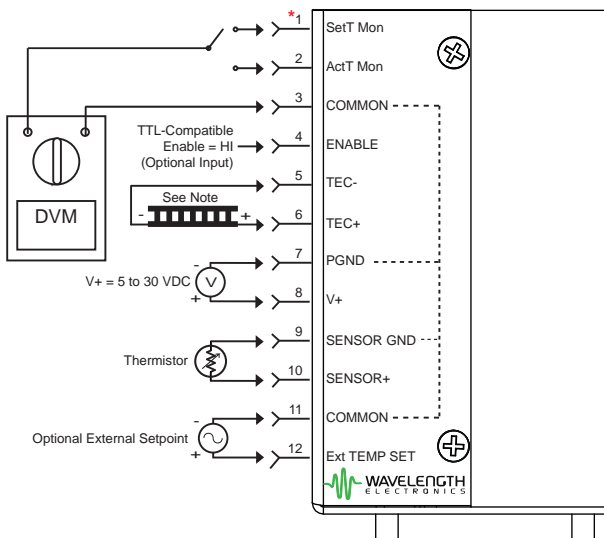 *1 SetT Mon
2 ActT Mon
3 COMMON
TTL-Compatible
Enable = HI
(Optional Input)
4 ENABLE
5 TEC-
See Note
- +
6 TEC+
DVM
7 PGND
-
V+ = 5 to 30 VDC
V
+
8 V+
9 SENSOR GND
Thermistor
10 SENSOR+
11 COMMON
-
Optional External Setpoint
+
12 Ext TEMP SET
WAVELENGTH
ELECTRONICS